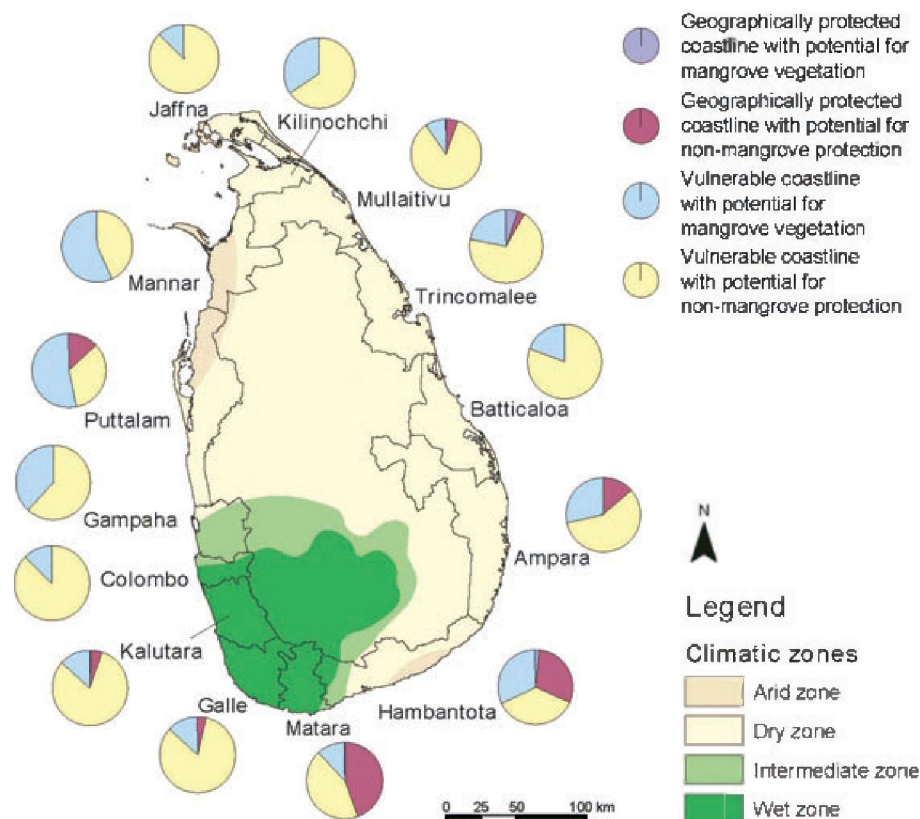 Geographically protected
coastline with potential for
mangrove vegetation
Geographically protected
coastline with potential for
non-mangrove protection
Vulnerable coastline
with potential for
mangrove vegetation
Vulnerable coastline
with potential for
non-mangrove protection
Jaffna
Kilinochchi
Mullaitivu
Mannar
Trincomalee
Puttalam
Batticaloa
Gampaha
Ampara
Colombo
Kalutara
Galle
Matara
Hambantota
N
Legend
Climatic zones
Arid zone
Dry zone
Intermediate zone
Wet zone
0 25 50 100 km